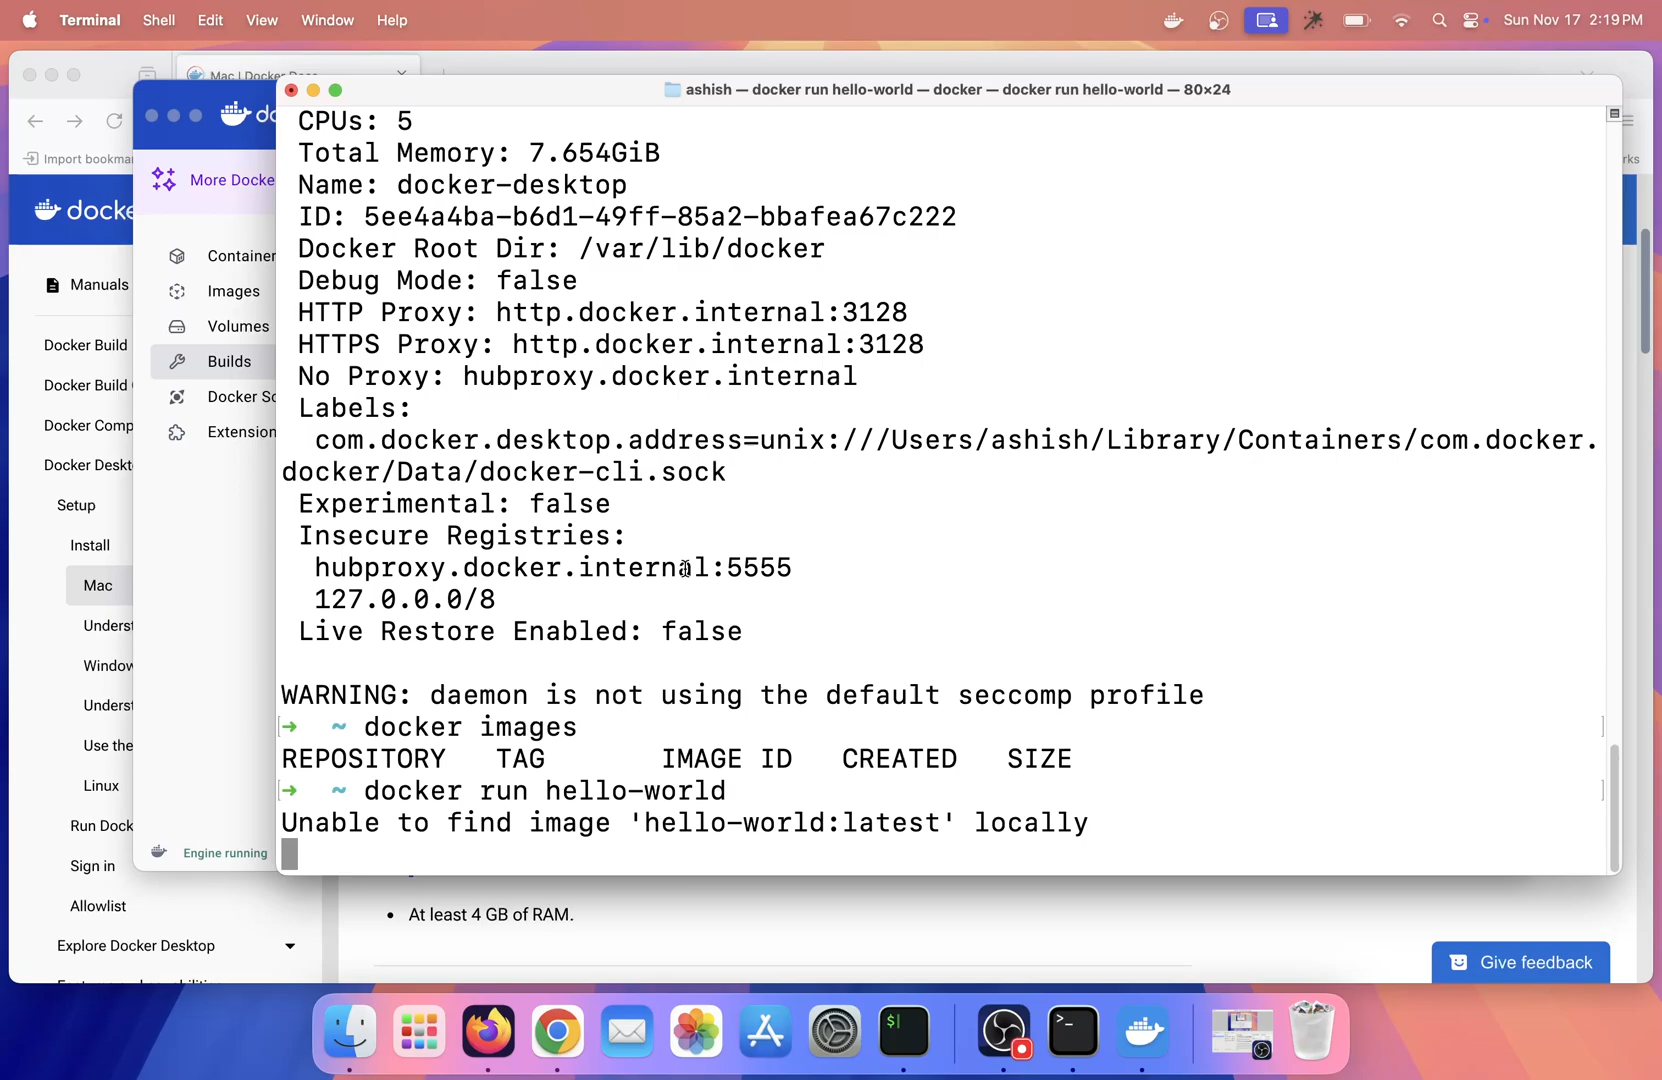 Terminal Shell Edit View Window Help
Sun Nov 17 2:19 PM
Mac | Docker Docs
ashish — docker run hello-world — docker — docker run hello-world — 80×24
Import bookmar
rks
More Docke
docke
Manuals
Docker Build
Docker Build
Docker Comp
Docker Deskt
Setup
Install
Mac
Underst
Window
Underst
Use the
Linux
Run Dock
Sign in
Allowlist
Explore Docker Desktop
Container
Images
Volumes
Builds
Docker Sc
Extension
Engine running
CPUs: 5
Total Memory: 7.654GiB
Name: docker-desktop
ID: 5ee4a4ba-b6d1-49ff-85a2-bbafea67c222
Docker Root Dir: /var/lib/docker
Debug Mode: false
HTTP Proxy: http.docker.internal:3128
HTTPS Proxy: http.docker.internal:3128
No Proxy: hubproxy.docker.internal
Labels:
com.docker.desktop.address=unix:///Users/ashish/Library/Containers/com.docker.
docker/Data/docker-cli.sock
Experimental: false
Insecure Registries:
hubproxy.docker.internal:5555
127.0.0.0/8
Live Restore Enabled: false
WARNING: daemon is not using the default seccomp profile
[➜ ~ docker images ]
REPOSITORY TAG IMAGE ID CREATED SIZE
[➜ ~ docker run hello-world ]
Unable to find image 'hello-world:latest' locally
• At least 4 GB of RAM.
Give feedback